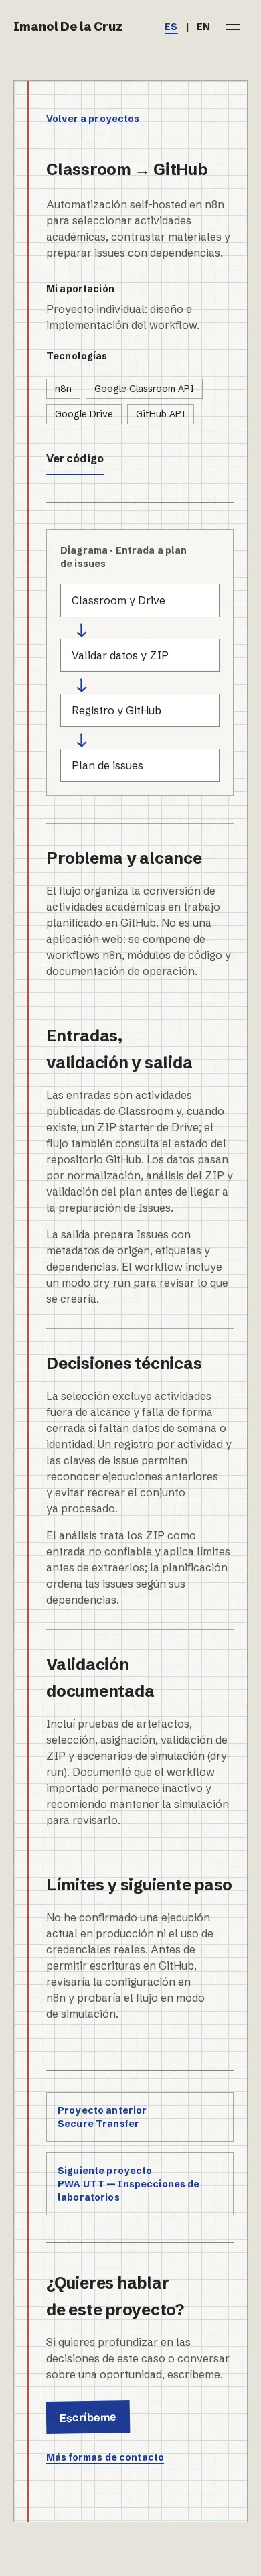 Imanol De la Cruz
ES | EN
Volver a proyectos
Classroom → GitHub
Automatización self-hosted en n8n
para seleccionar actividades
académicas, contrastar materiales y
preparar issues con dependencias.
Mi aportación
Proyecto individual: diseño e
implementación del workflow.
Tecnologías
n8n
Google Classroom API
Google Drive
GitHub API
Ver código
Diagrama · Entrada a plan
de issues
Classroom y Drive
↓
Validar datos y ZIP
↓
Registro y GitHub
↓
Plan de issues
Problema y alcance
El flujo organiza la conversión de
actividades académicas en trabajo
planificado en GitHub. No es una
aplicación web: se compone de
workflows n8n, módulos de código y
documentación de operación.
Entradas,
validación y salida
Las entradas son actividades
publicadas de Classroom y, cuando
existe, un ZIP starter de Drive; el
flujo también consulta el estado del
repositorio GitHub. Los datos pasan
por normalización, análisis del ZIP y
validación del plan antes de llegar a
la preparación de Issues.
La salida prepara Issues con
metadatos de origen, etiquetas y
dependencias. El workflow incluye
un modo dry-run para revisar lo que
se crearía.
Decisiones técnicas
La selección excluye actividades
fuera de alcance y falla de forma
cerrada si faltan datos de semana o
identidad. Un registro por actividad y
las claves de issue permiten
reconocer ejecuciones anteriores
y evitar recrear el conjunto
ya procesado.
El análisis trata los ZIP como
entrada no confiable y aplica límites
antes de extraerlos; la planificación
ordena las issues según sus
dependencias.
Validación
documentada
Incluí pruebas de artefactos,
selección, asignación, validación de
ZIP y escenarios de simulación (dry-
run). Documenté que el workflow
importado permanece inactivo y
recomiendo mantener la simulación
para revisarlo.
Límites y siguiente paso
No he confirmado una ejecución
actual en producción ni el uso de
credenciales reales. Antes de
permitir escrituras en GitHub,
revisaría la configuración en
n8n y probaría el flujo en modo
de simulación.
Proyecto anterior
Secure Transfer
Siguiente proyecto
PWA UTT — Inspecciones de
laboratorios
¿Quieres hablar
de este proyecto?
Si quieres profundizar en las
decisiones de este caso o conversar
sobre una oportunidad, escríbeme.
Escríbeme
Más formas de contacto